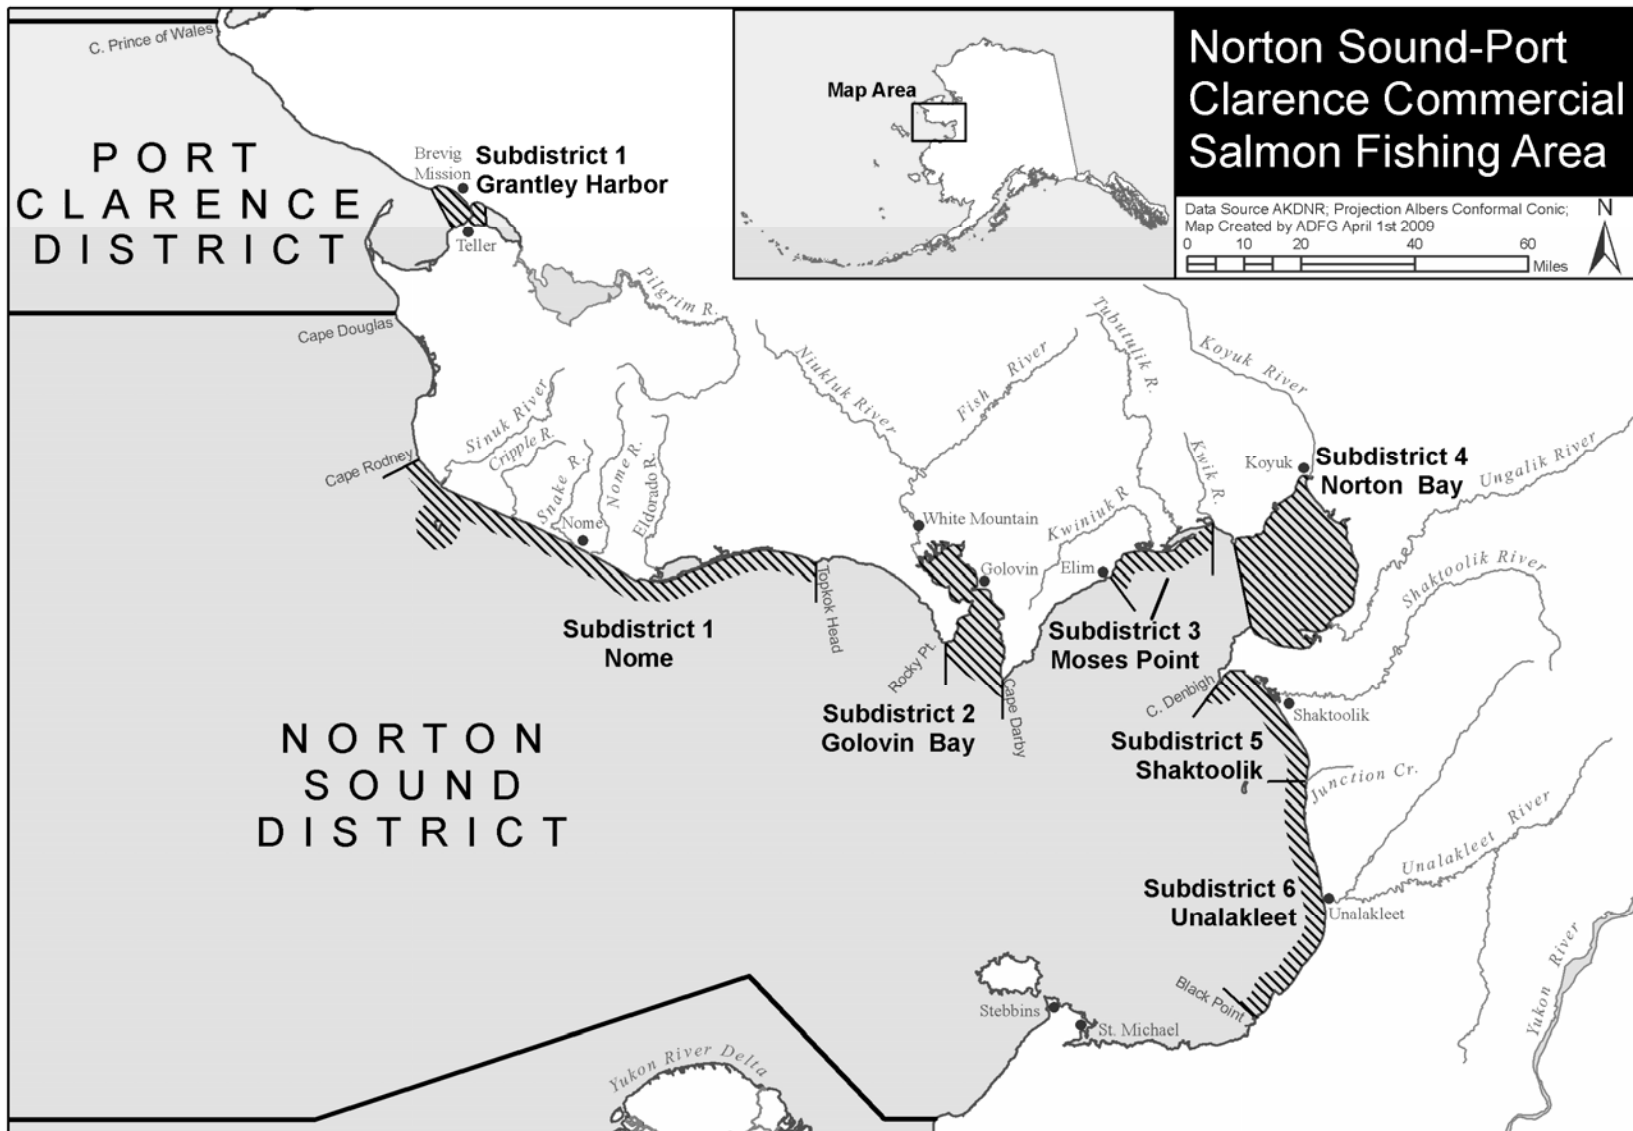 Norton Sound-Port
Clarence Commercial
Salmon Fishing Area
Data Source AKDNR; Projection Albers Conformal Conic;
Map Created by ADFG April 1st 2009
N
0 10 20 40 60
Miles
Map Area
C. Prince of Wales
PORT
CLARENCE
DISTRICT
Brevig
Mission
Subdistrict 1
Grantley Harbor
Teller
Pilgrim R.
Cape Douglas
Niukluk River
Fish River
Tubutulik R.
Koyuk River
Sinuk River
Cripple R.
Snake R.
Nome R.
Eldorado R.
Cape Rodney
Nome
White Mountain
Kwiniuk R
Kwik R.
Koyuk
Subdistrict 4
Norton Bay
Ungalik River
Golovin
Elim
Shaktoolik River
Topkok Head
Subdistrict 1
Nome
Rocky Pt.
Subdistrict 3
Moses Point
Cape Darby
C. Denbigh
Subdistrict 2
Golovin Bay
Shaktoolik
Subdistrict 5
Shaktoolik
Junction Cr.
NORTON
SOUND
DISTRICT
Unalakleet River
Subdistrict 6
Unalakleet
Unalakleet
Black Point
Stebbins
St. Michael
Yukon River
Yukon River Delta